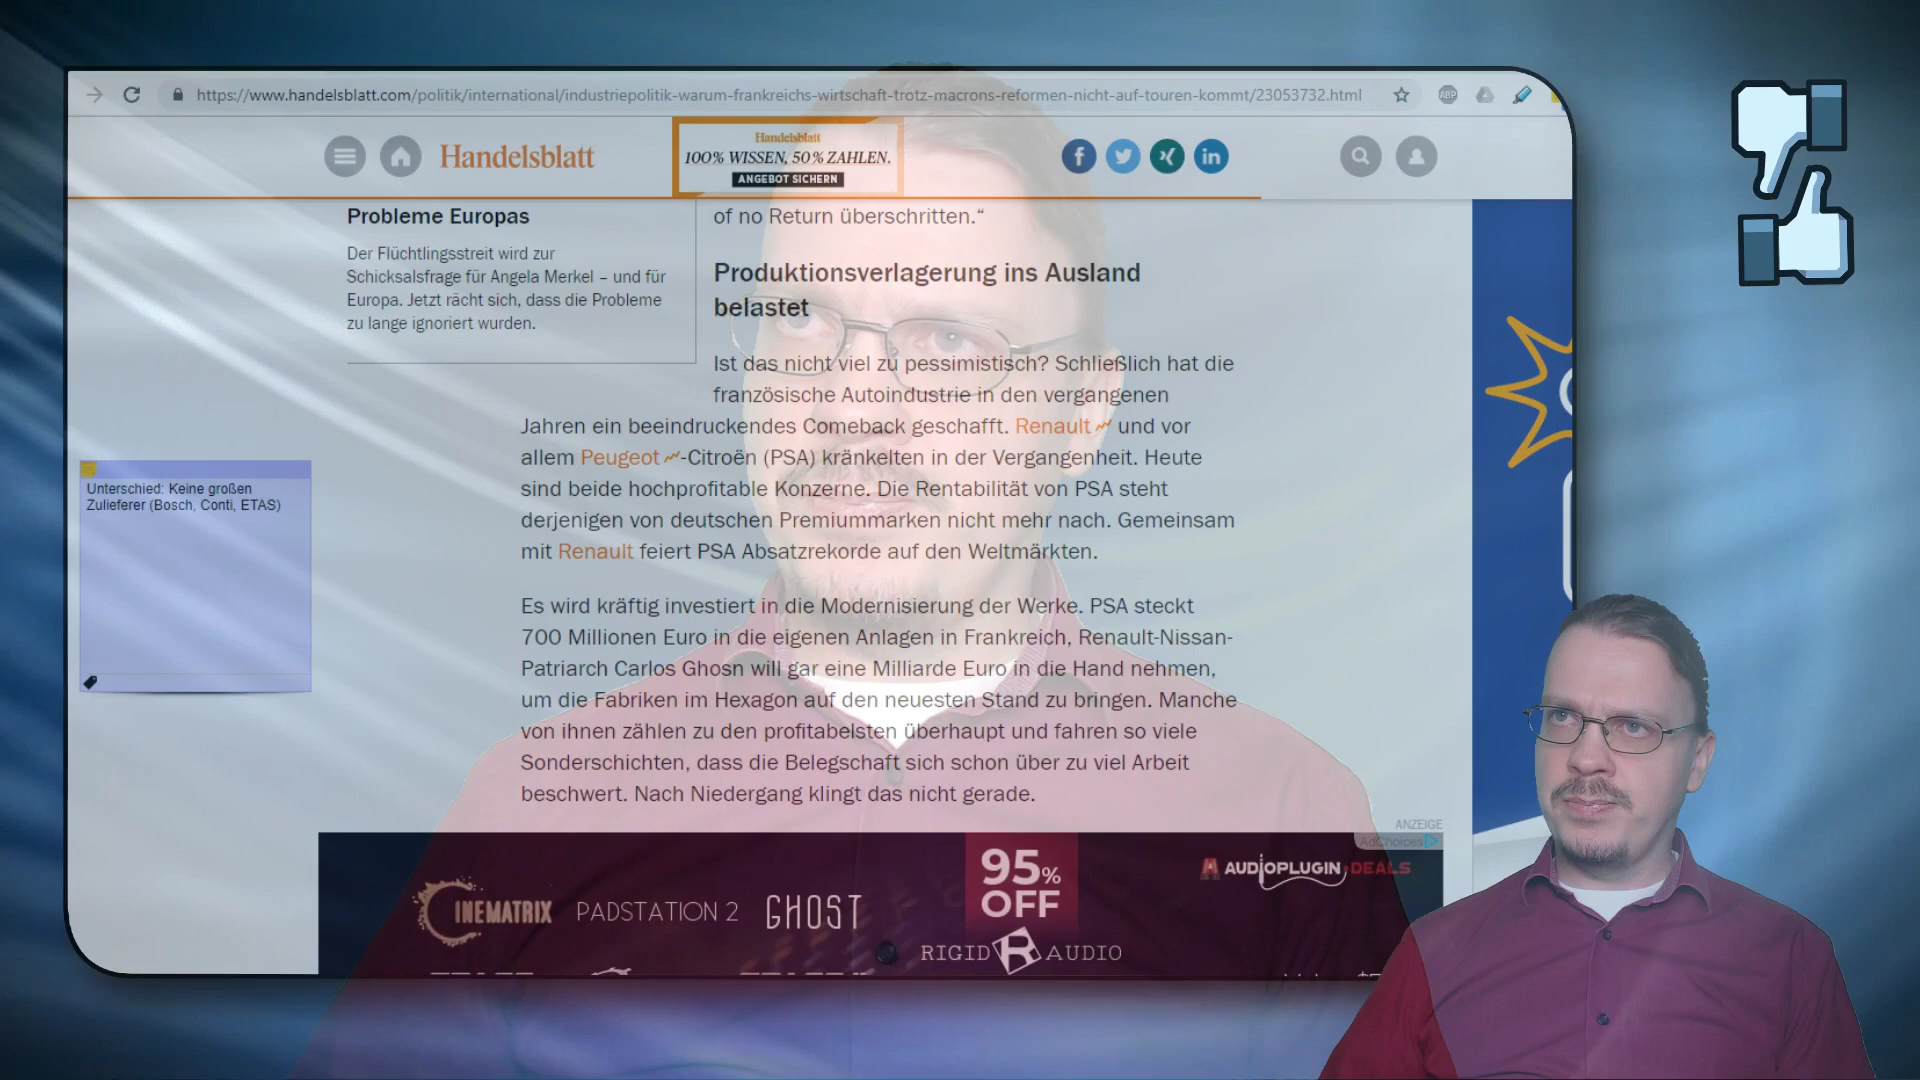 https://www.handelsblatt.com/politik/international/industriepolitik-warum-frankreichs-wirtschaft-trotz-macrons-reformen-nicht-auf-touren-kommt/23053732.html
ABP
Handelsblatt
Handelsblatt
100% WISSEN, 50% ZAHLEN.
ANGEBOT SICHERN
Probleme Europas
Der Flüchtlingsstreit wird zur
Schicksalsfrage für Angela Merkel – und für
Europa. Jetzt rächt sich, dass die Probleme
zu lange ignoriert wurden.
of no Return überschritten.“
Produktionsverlagerung ins Ausland
belastet
Ist das nicht viel zu pessimistisch? Schließlich hat die
französische Autoindustrie in den vergangenen
Jahren ein beeindruckendes Comeback geschafft. Renault und vor
allem Peugeot-Citroën (PSA) kränkelten in der Vergangenheit. Heute
sind beide hochprofitable Konzerne. Die Rentabilität von PSA steht
derjenigen von deutschen Premiummarken nicht mehr nach. Gemeinsam
mit Renault feiert PSA Absatzrekorde auf den Weltmärkten.
Unterschied: Keine großen
Zulieferer (Bosch, Conti, ETAS)
Es wird kräftig investiert in die Modernisierung der Werke. PSA steckt
700 Millionen Euro in die eigenen Anlagen in Frankreich, Renault-Nissan-
Patriarch Carlos Ghosn will gar eine Milliarde Euro in die Hand nehmen,
um die Fabriken im Hexagon auf den neuesten Stand zu bringen. Manche
von ihnen zählen zu den profitabelsten überhaupt und fahren so viele
Sonderschichten, dass die Belegschaft sich schon über zu viel Arbeit
beschwert. Nach Niedergang klingt das nicht gerade.
ANZEIGE
AdChoices
CINEMATRIX
PADSTATION 2
GHOST
95% OFF
RIGID R AUDIO
AUDIOPLUGIN.DEALS